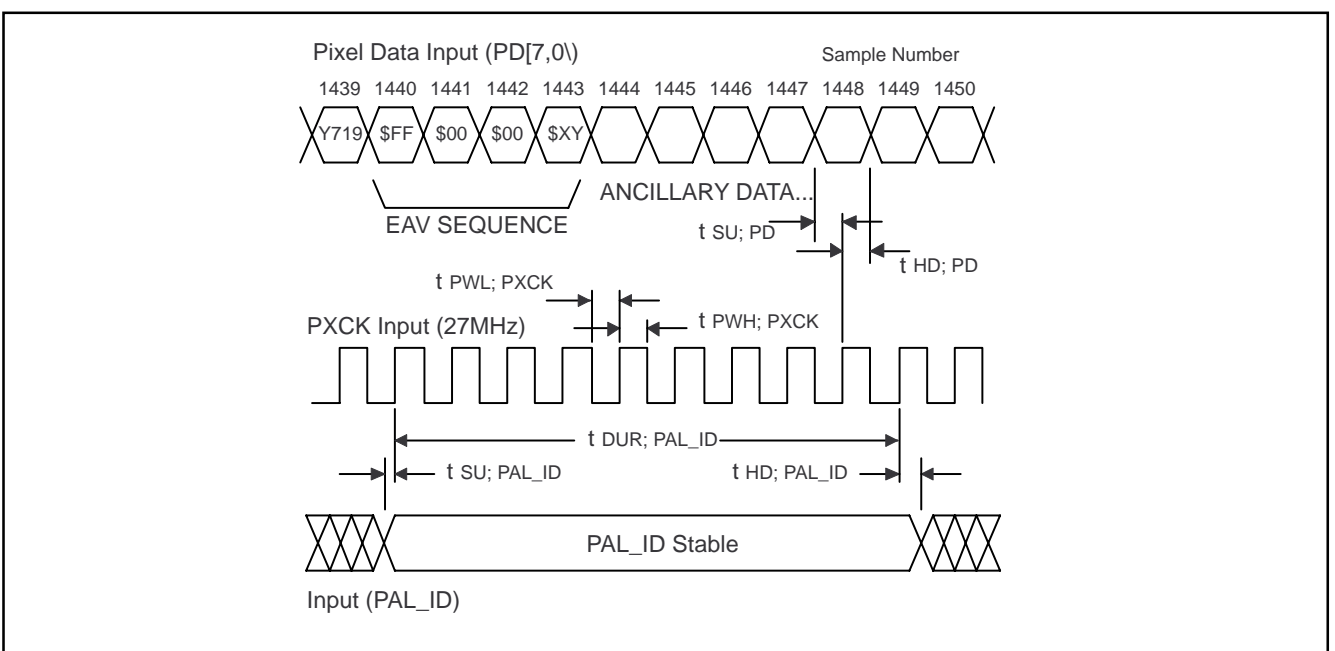 Pixel Data Input (PD[7,0\)
Sample Number
1439 1440 1441 1442 1443 1444 1445 1446 1447 1448 1449 1450
Y719 $FF $00 $00 $XY
ANCILLARY DATA...
EAV SEQUENCE
t SU; PD
t HD; PD
t PWL; PXCK
PXCK Input (27MHz)
t PWH; PXCK
t DUR; PAL_ID
t SU; PAL_ID
t HD; PAL_ID
PAL_ID Stable
Input (PAL_ID)